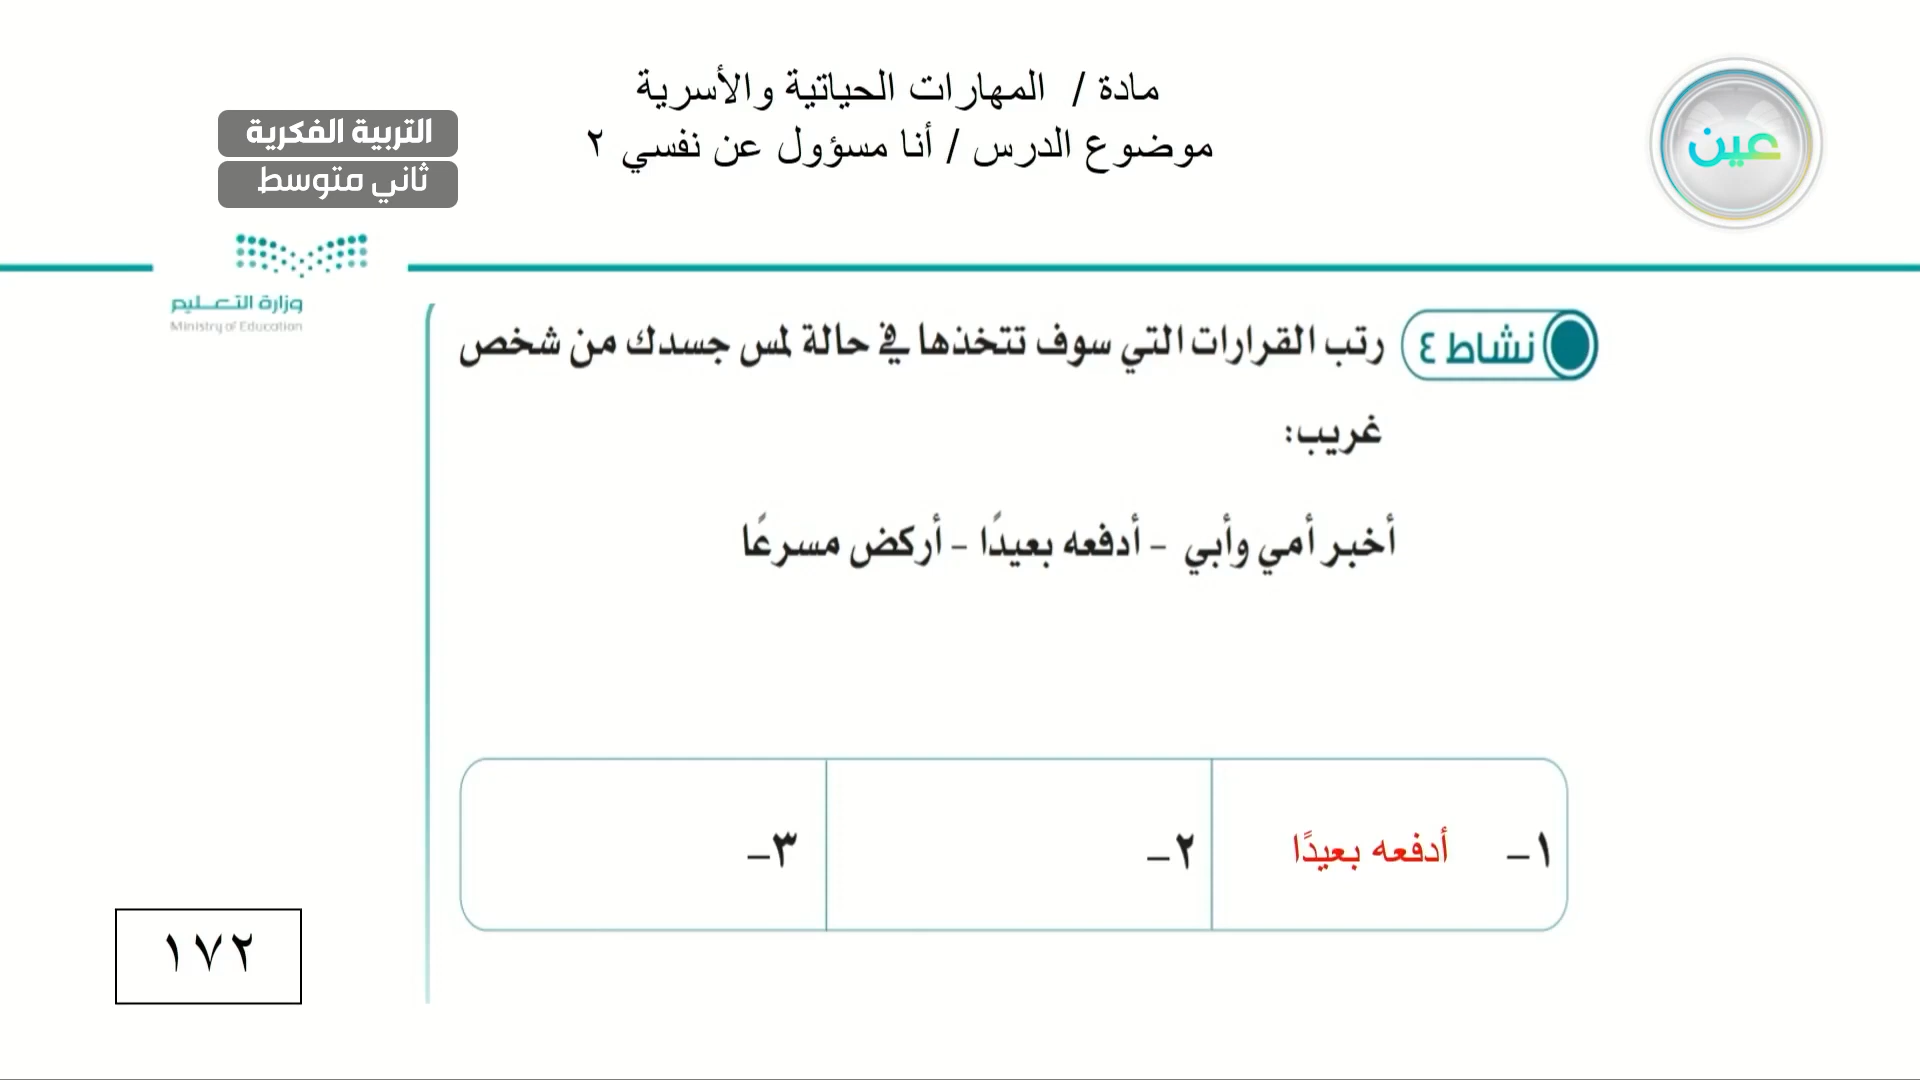 مادة / المهارات الحياتية والأسرية
موضوع الدرس / أنا مسؤول عن نفسي ٢
عين
التربية الفكرية
ثاني متوسط
وزارة التعليم
Ministry of Education
نشاط ٤
رتب القرارات التي سوف تتخذها في حالة لمس جسدك من شخص
غريب:
أخبر أمي وأبي - أدفعه بعيدًا - أركض مسرعًا
١- أدفعه بعيدًا
٢-
٣-
١٧٢